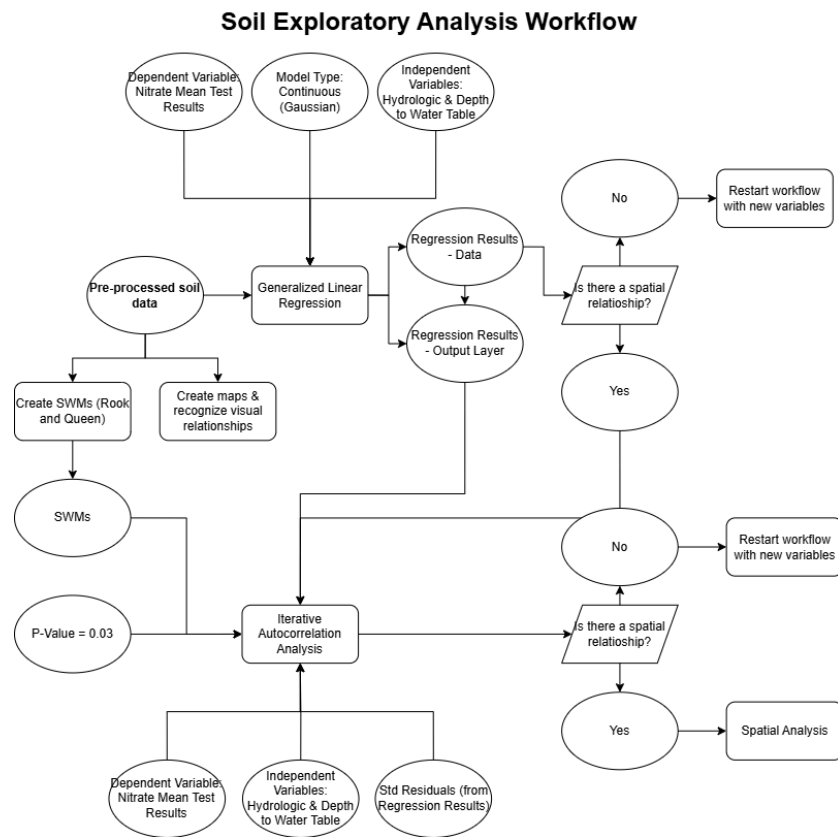 Soil Exploratory Analysis Workflow
Dependent Variable:
Nitrate Mean Test
Results
Model Type:
Continuous
(Gaussian)
Independent
Variables:
Hydrologic & Depth
to Water Table
No
Restart workflow
with new variables
Regression Results
- Data
Pre-processed soil
data
Generalized Linear
Regression
Is there a spatial
relatioship?
Regression Results
- Output Layer
Create SWMs (Rook
and Queen)
Create maps &
recognize visual
relationships
Yes
SWMs
No
Restart workflow
with new variables
P-Value = 0.03
Iterative
Autocorrelation
Analysis
Is there a spatial
relatioship?
Yes
Spatial Analysis
Dependent Variable:
Nitrate Mean Test
Results
Independent
Variables:
Hydrologic & Depth
to Water Table
Std Residuals (from
Regression Results)